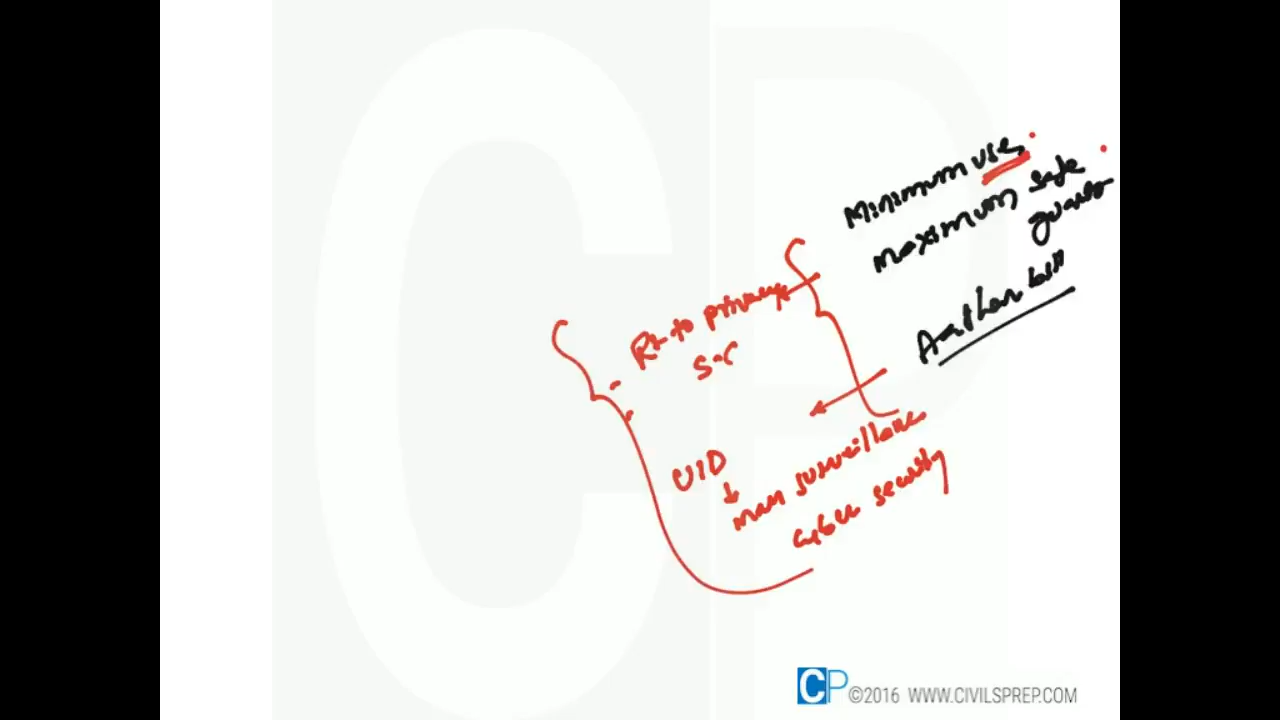 Minimum use
maximum safe
guards
Aadhar bill
Rt to privacy
S.C
UID
mass surveillance
cyber security
CP ©2016 WWW.CIVILSPREP.COM